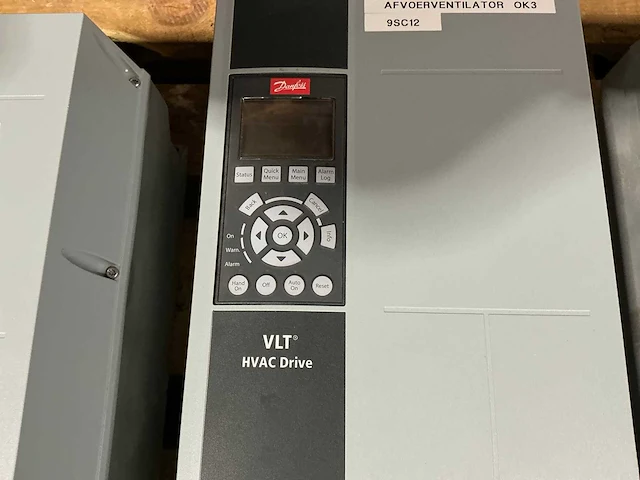 AFVOERVENTILATOR OK3
9SC12
Danfoss
Status
Quick Menu
Main Menu
Alarm Log
Back
Cancel
OK
Info
On
Warn.
Alarm
Hand On
Off
Auto On
Reset
VLT®
HVAC Drive